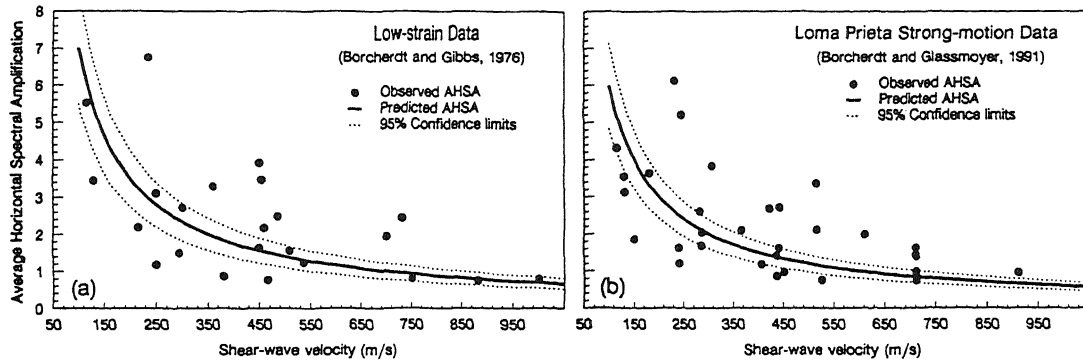 Average Horizontal Spectral Amplification
8
7
6
5
4
3
2
1
0
Low-strain Data
(Borcherdt and Gibbs, 1976)
Observed AHSA
Predicted AHSA
95% Confidence limits
(a)
50 150 250 350 450 550 650 750 850 950
Shear-wave velocity (m/s)
Loma Prieta Strong-motion Data
(Borcherdt and Glassmoyer, 1991)
Observed AHSA
Predicted AHSA
95% Confidence limits
(b)
50 150 250 350 450 550 650 750 850 950
Shear-wave velocity (m/s)